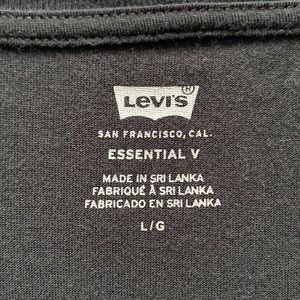 Levi's®
SAN FRANCISCO, CAL.
ESSENTIAL V
MADE IN SRI LANKA
FABRIQUÉ À SRI LANKA
FABRICADO EN SRI LANKA
L/G